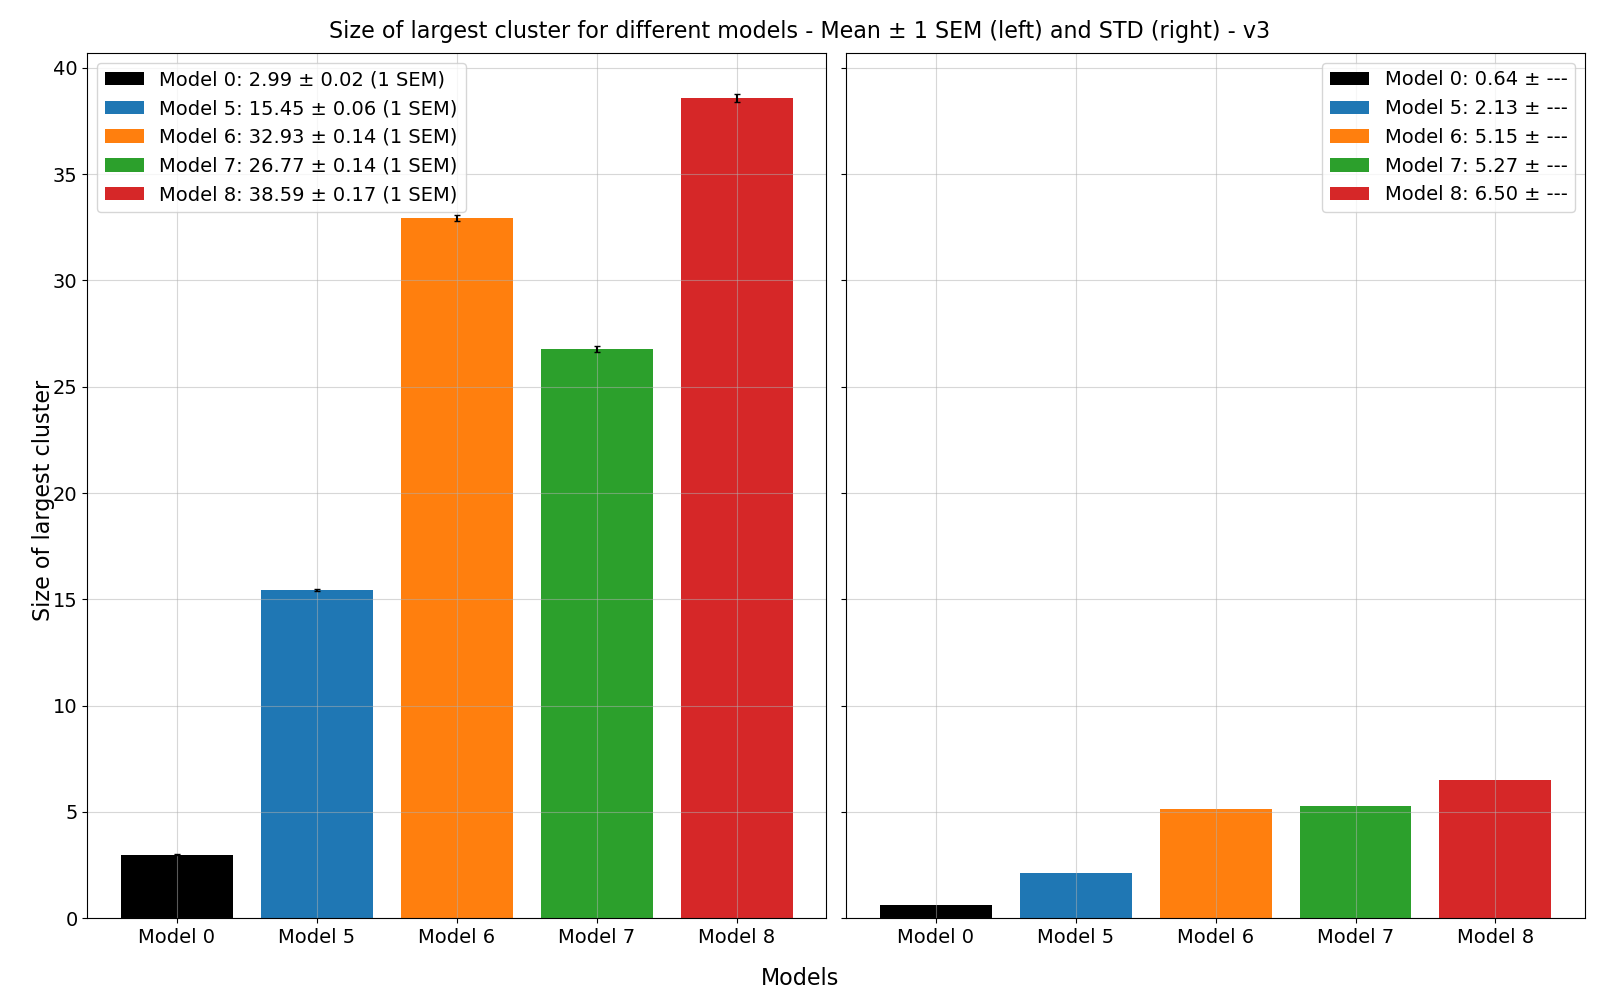 Size of largest cluster for different models - Mean ± 1 SEM (left) and STD (right) - v3
Size of largest cluster
40
35
30
25
20
15
10
5
0
Model 0: 2.99 ± 0.02 (1 SEM)
Model 5: 15.45 ± 0.06 (1 SEM)
Model 6: 32.93 ± 0.14 (1 SEM)
Model 7: 26.77 ± 0.14 (1 SEM)
Model 8: 38.59 ± 0.17 (1 SEM)
Model 0 Model 5 Model 6 Model 7 Model 8
Model 0: 0.64 ± ---
Model 5: 2.13 ± ---
Model 6: 5.15 ± ---
Model 7: 5.27 ± ---
Model 8: 6.50 ± ---
Model 0 Model 5 Model 6 Model 7 Model 8
Models